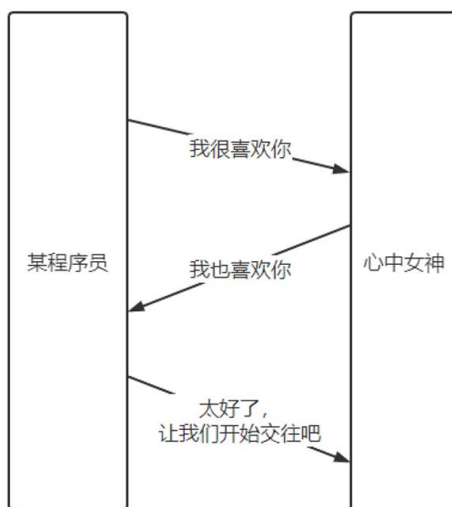 我很喜欢你
某程序员
我也喜欢你
心中女神
太好了，
让我们开始交往吧